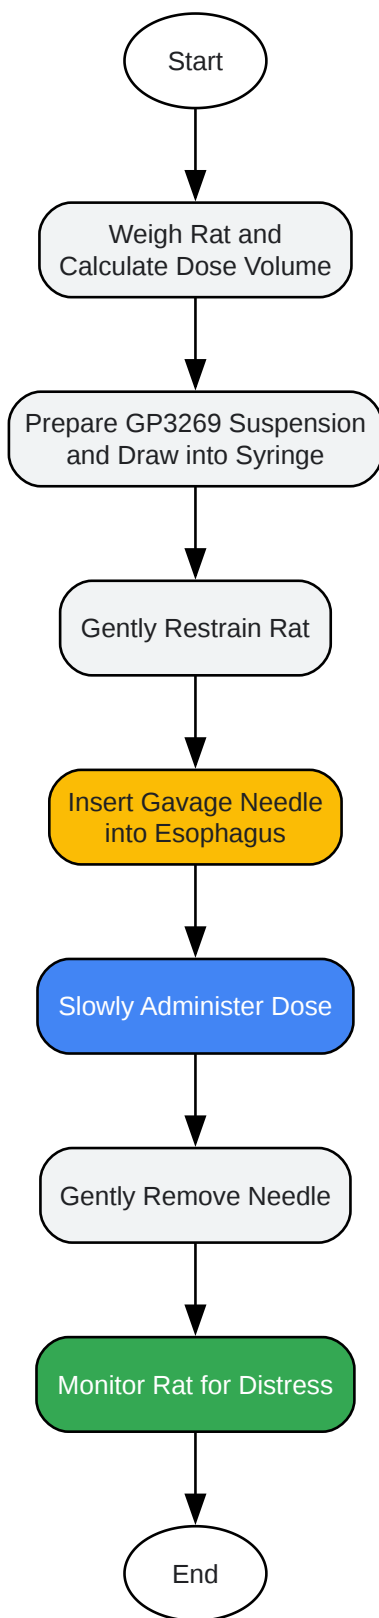 Start
Weigh Rat and
Calculate Dose Volume
Prepare GP3269 Suspension
and Draw into Syringe
Gently Restrain Rat
Insert Gavage Needle
into Esophagus
Slowly Administer Dose
Gently Remove Needle
Monitor Rat for Distress
End